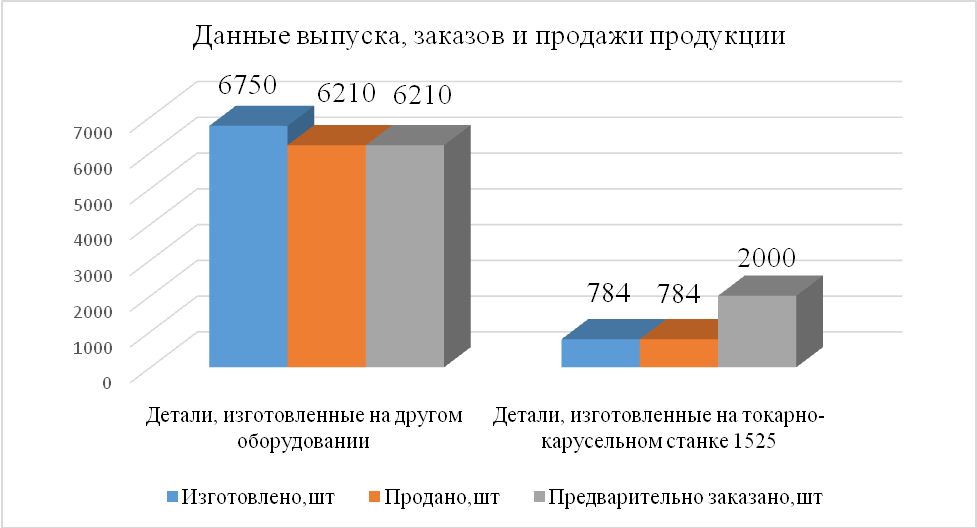 Данные выпуска, заказов и продажи продукции
6750
6210
6210
784
784
2000
7000
6000
5000
4000
3000
2000
1000
0
Детали, изготовленные на другом
оборудовании
Детали, изготовленные на токарно-
карусельном станке 1525
Изготовлено,шт
Продано,шт
Предварительно заказано,шт